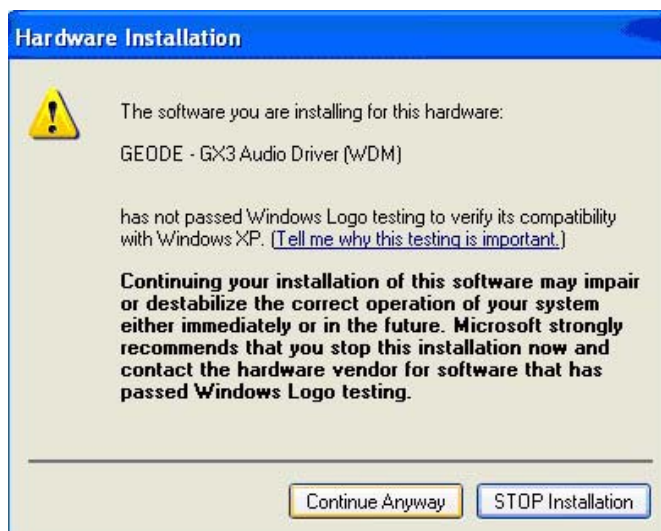 Hardware Installation
The software you are installing for this hardware:
GEODE - GX3 Audio Driver (WDM)
has not passed Windows Logo testing to verify its compatibility
with Windows XP. (Tell me why this testing is important.)
Continuing your installation of this software may impair
or destabilize the correct operation of your system
either immediately or in the future. Microsoft strongly
recommends that you stop this installation now and
contact the hardware vendor for software that has
passed Windows Logo testing.
Continue Anyway
STOP Installation